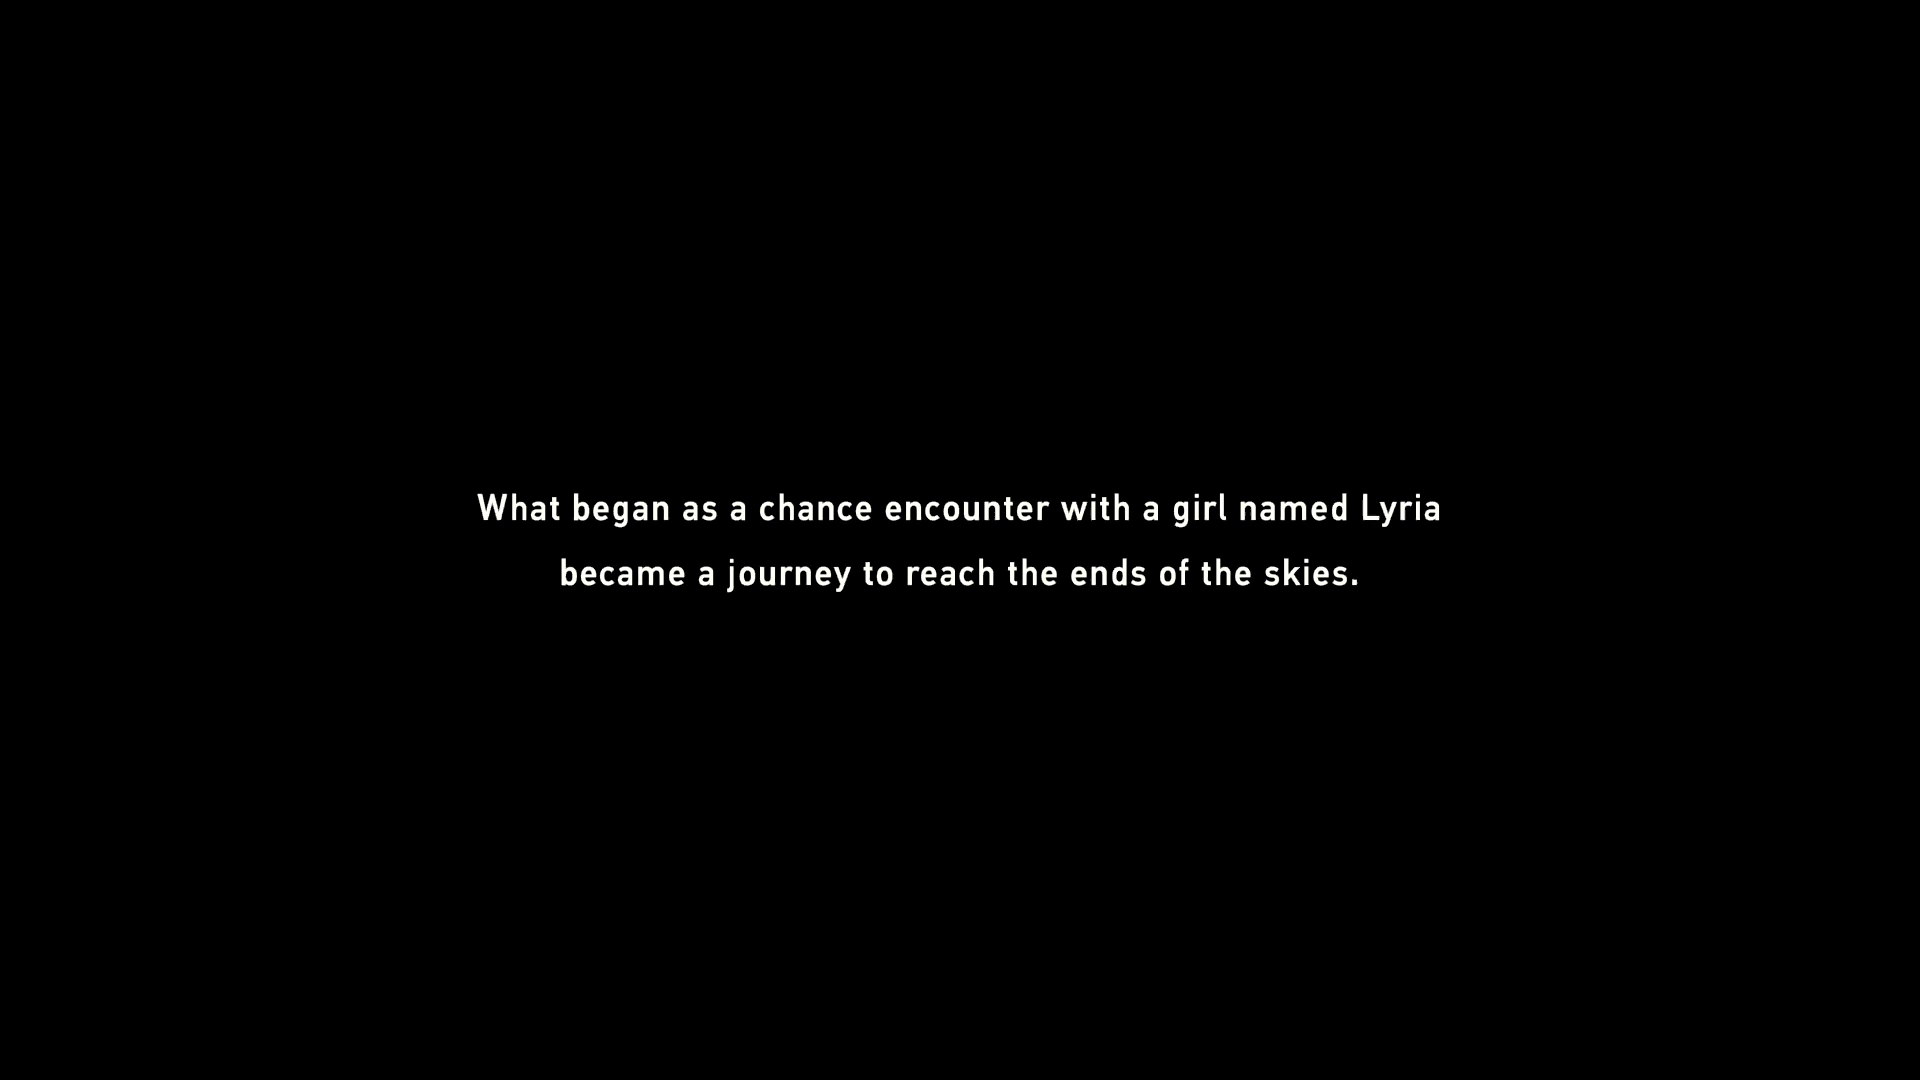 What began as a chance encounter with a girl named Lyria
became a journey to reach the ends of the skies.